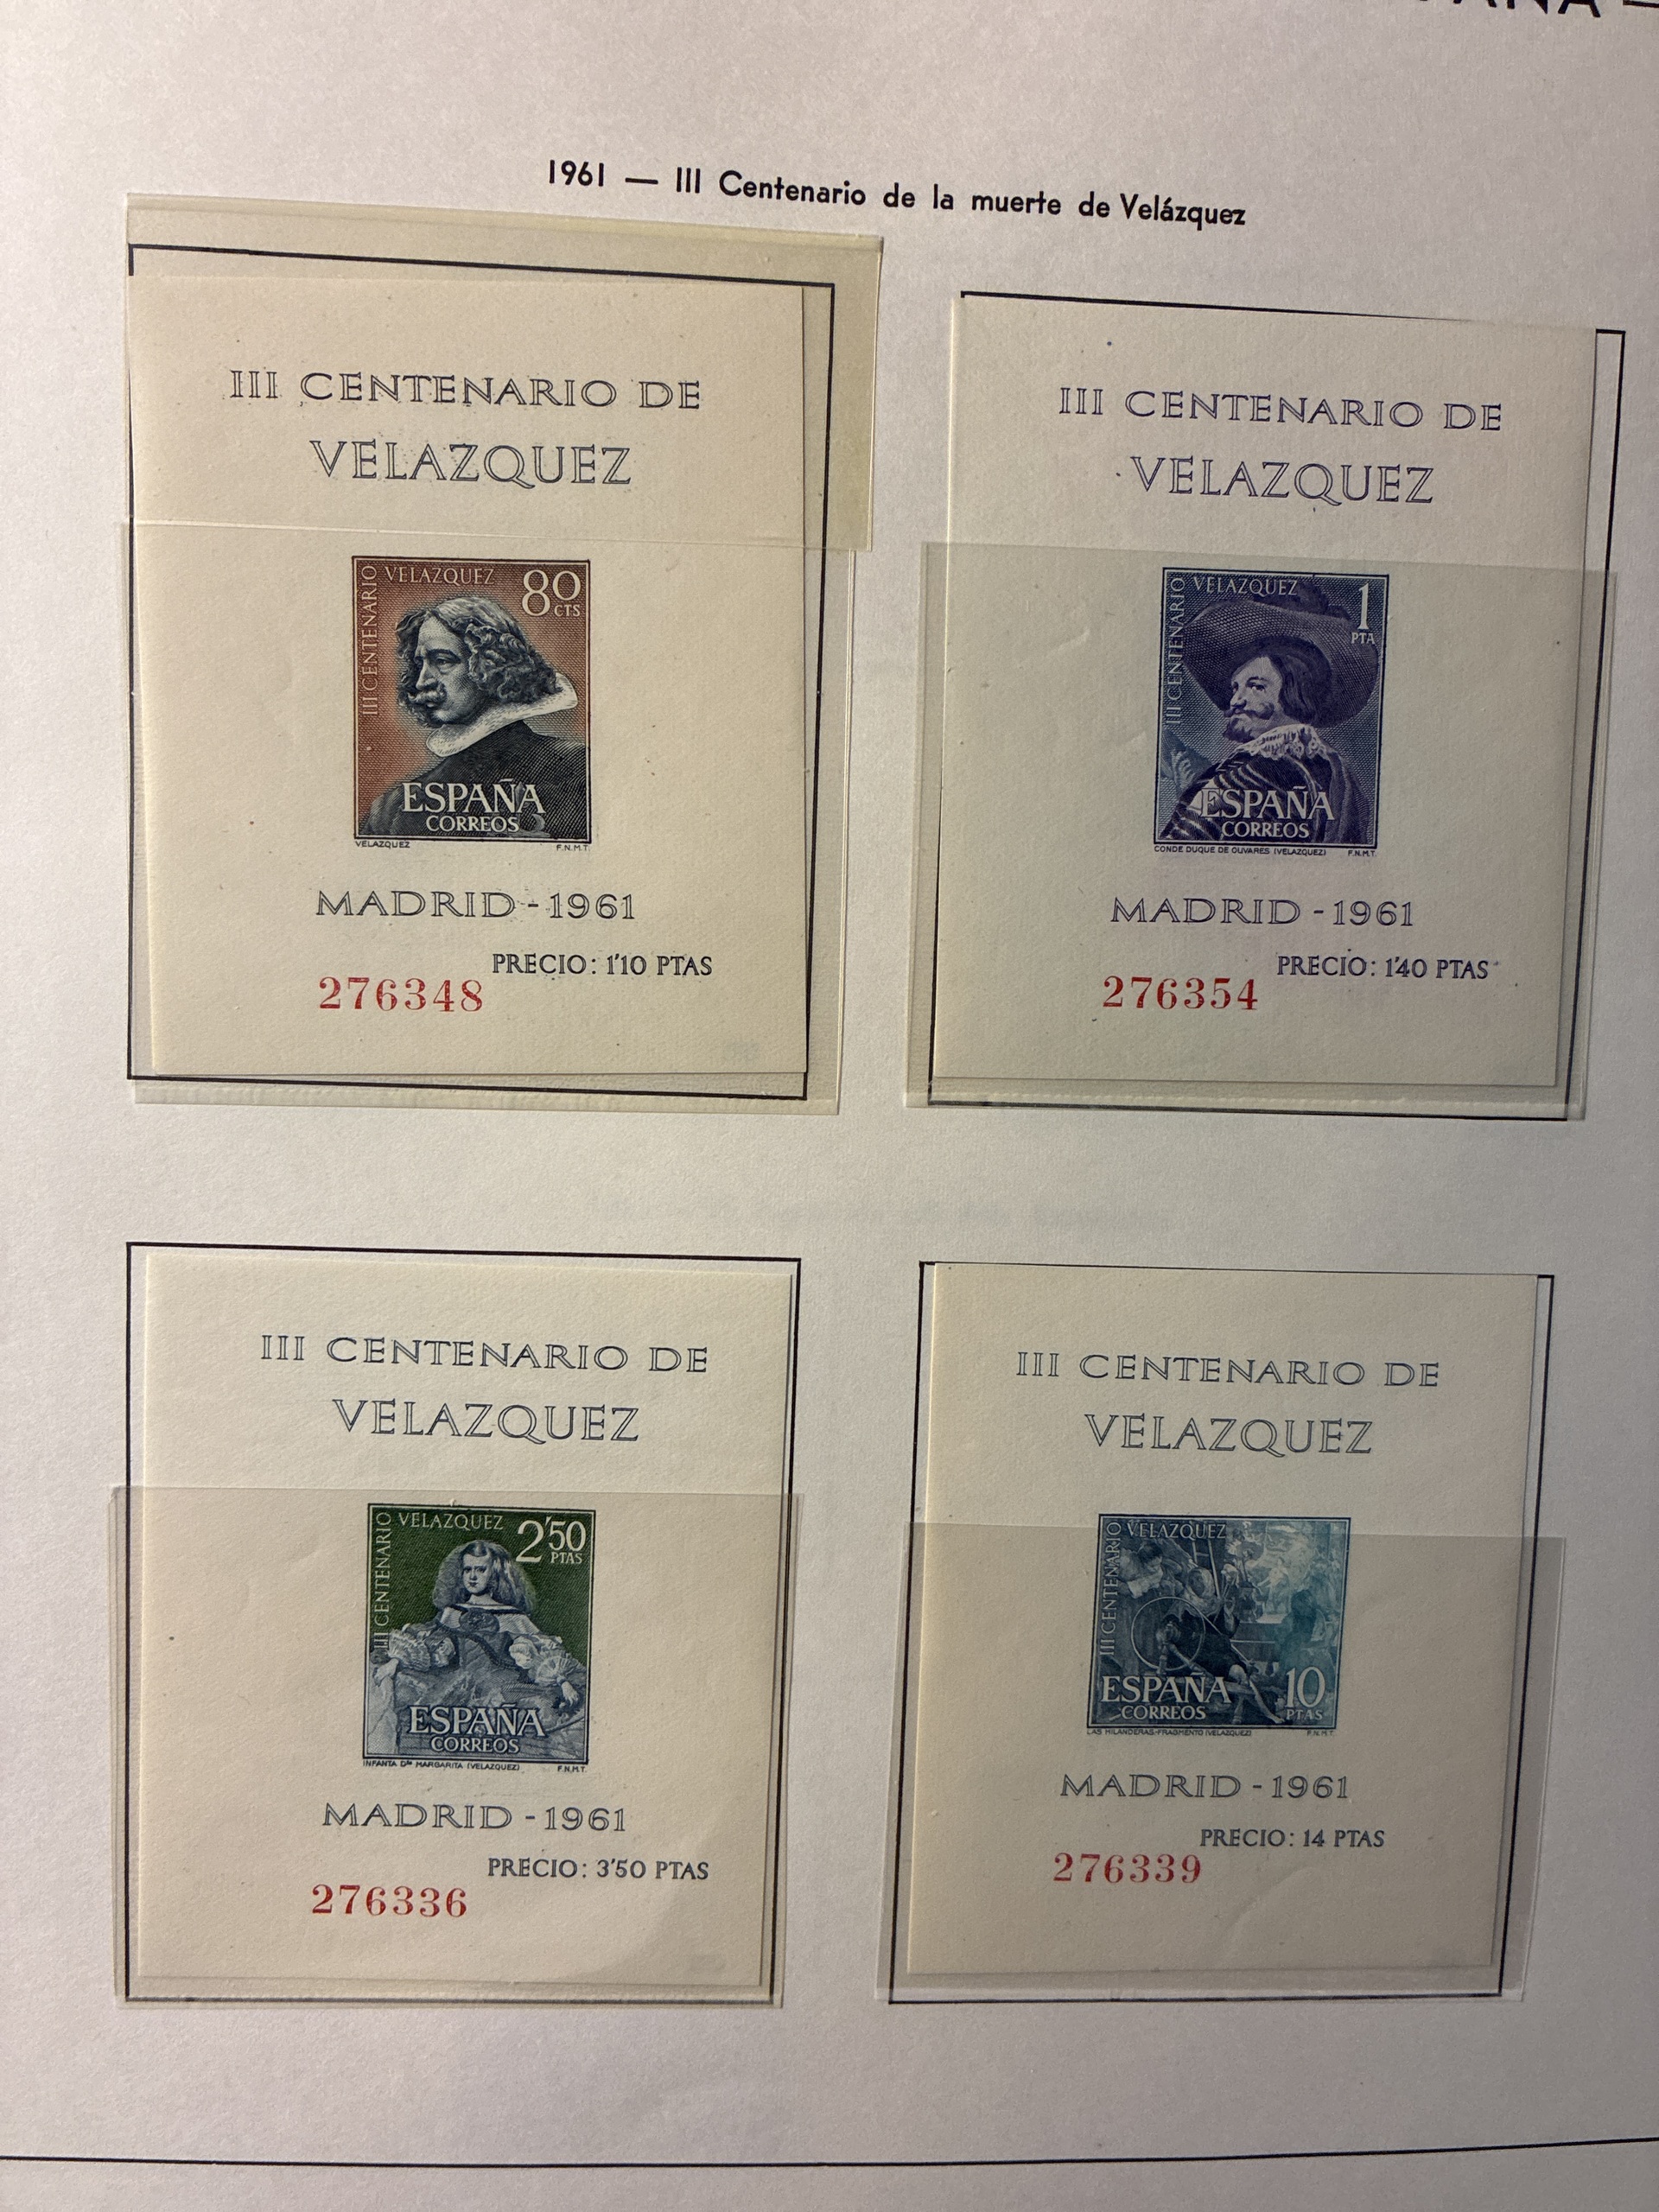 1961 — III Centenario de la muerte de Velázquez
III CENTENARIO DE
VELAZQUEZ
III CENTENARIO
VELAZQUEZ
80
CTS
ESPAÑA
CORREOS
VELAZQUEZ
F.N.M.T.
MADRID - 1961
PRECIO: 1'10 PTAS
276348
III CENTENARIO DE
VELAZQUEZ
III CENTENARIO
VELAZQUEZ
1
PTA
ESPAÑA
CORREOS
CONDE DUQUE DE OLIVARES (VELAZQUEZ)
F.N.M.T.
MADRID - 1961
PRECIO: 1'40 PTAS
276354
III CENTENARIO DE
VELAZQUEZ
III CENTENARIO
VELAZQUEZ
2'50
PTAS
ESPAÑA
CORREOS
INFANTA Dña MARGARITA (VELAZQUEZ)
F.N.M.T.
MADRID - 1961
PRECIO: 3'50 PTAS
276336
III CENTENARIO DE
VELAZQUEZ
III CENTENARIO
VELAZQUEZ
ESPAÑA
CORREOS
10
PTAS
LAS HILANDERAS-FRAGMENTO (VELAZQUEZ)
F.N.M.T.
MADRID - 1961
PRECIO: 14 PTAS
276339